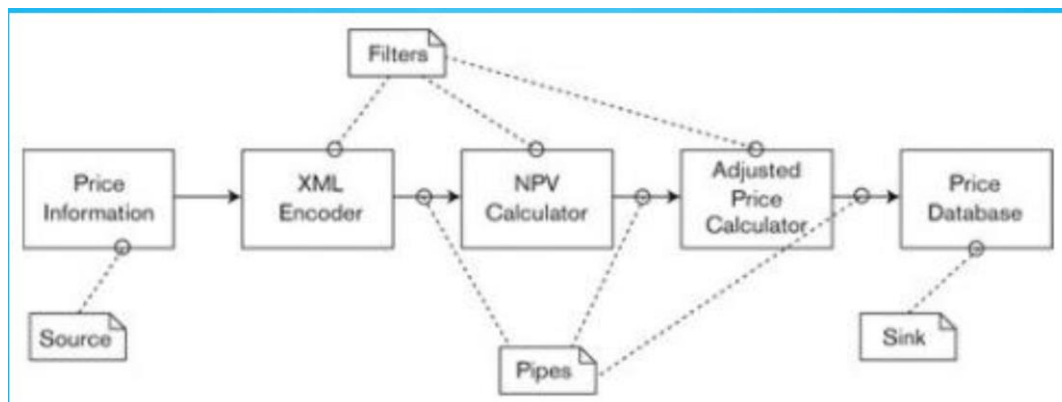 Filters
Price
Information
XML
Encoder
NPV
Calculator
Adjusted
Price
Calculator
Price
Database
Source
Pipes
Sink